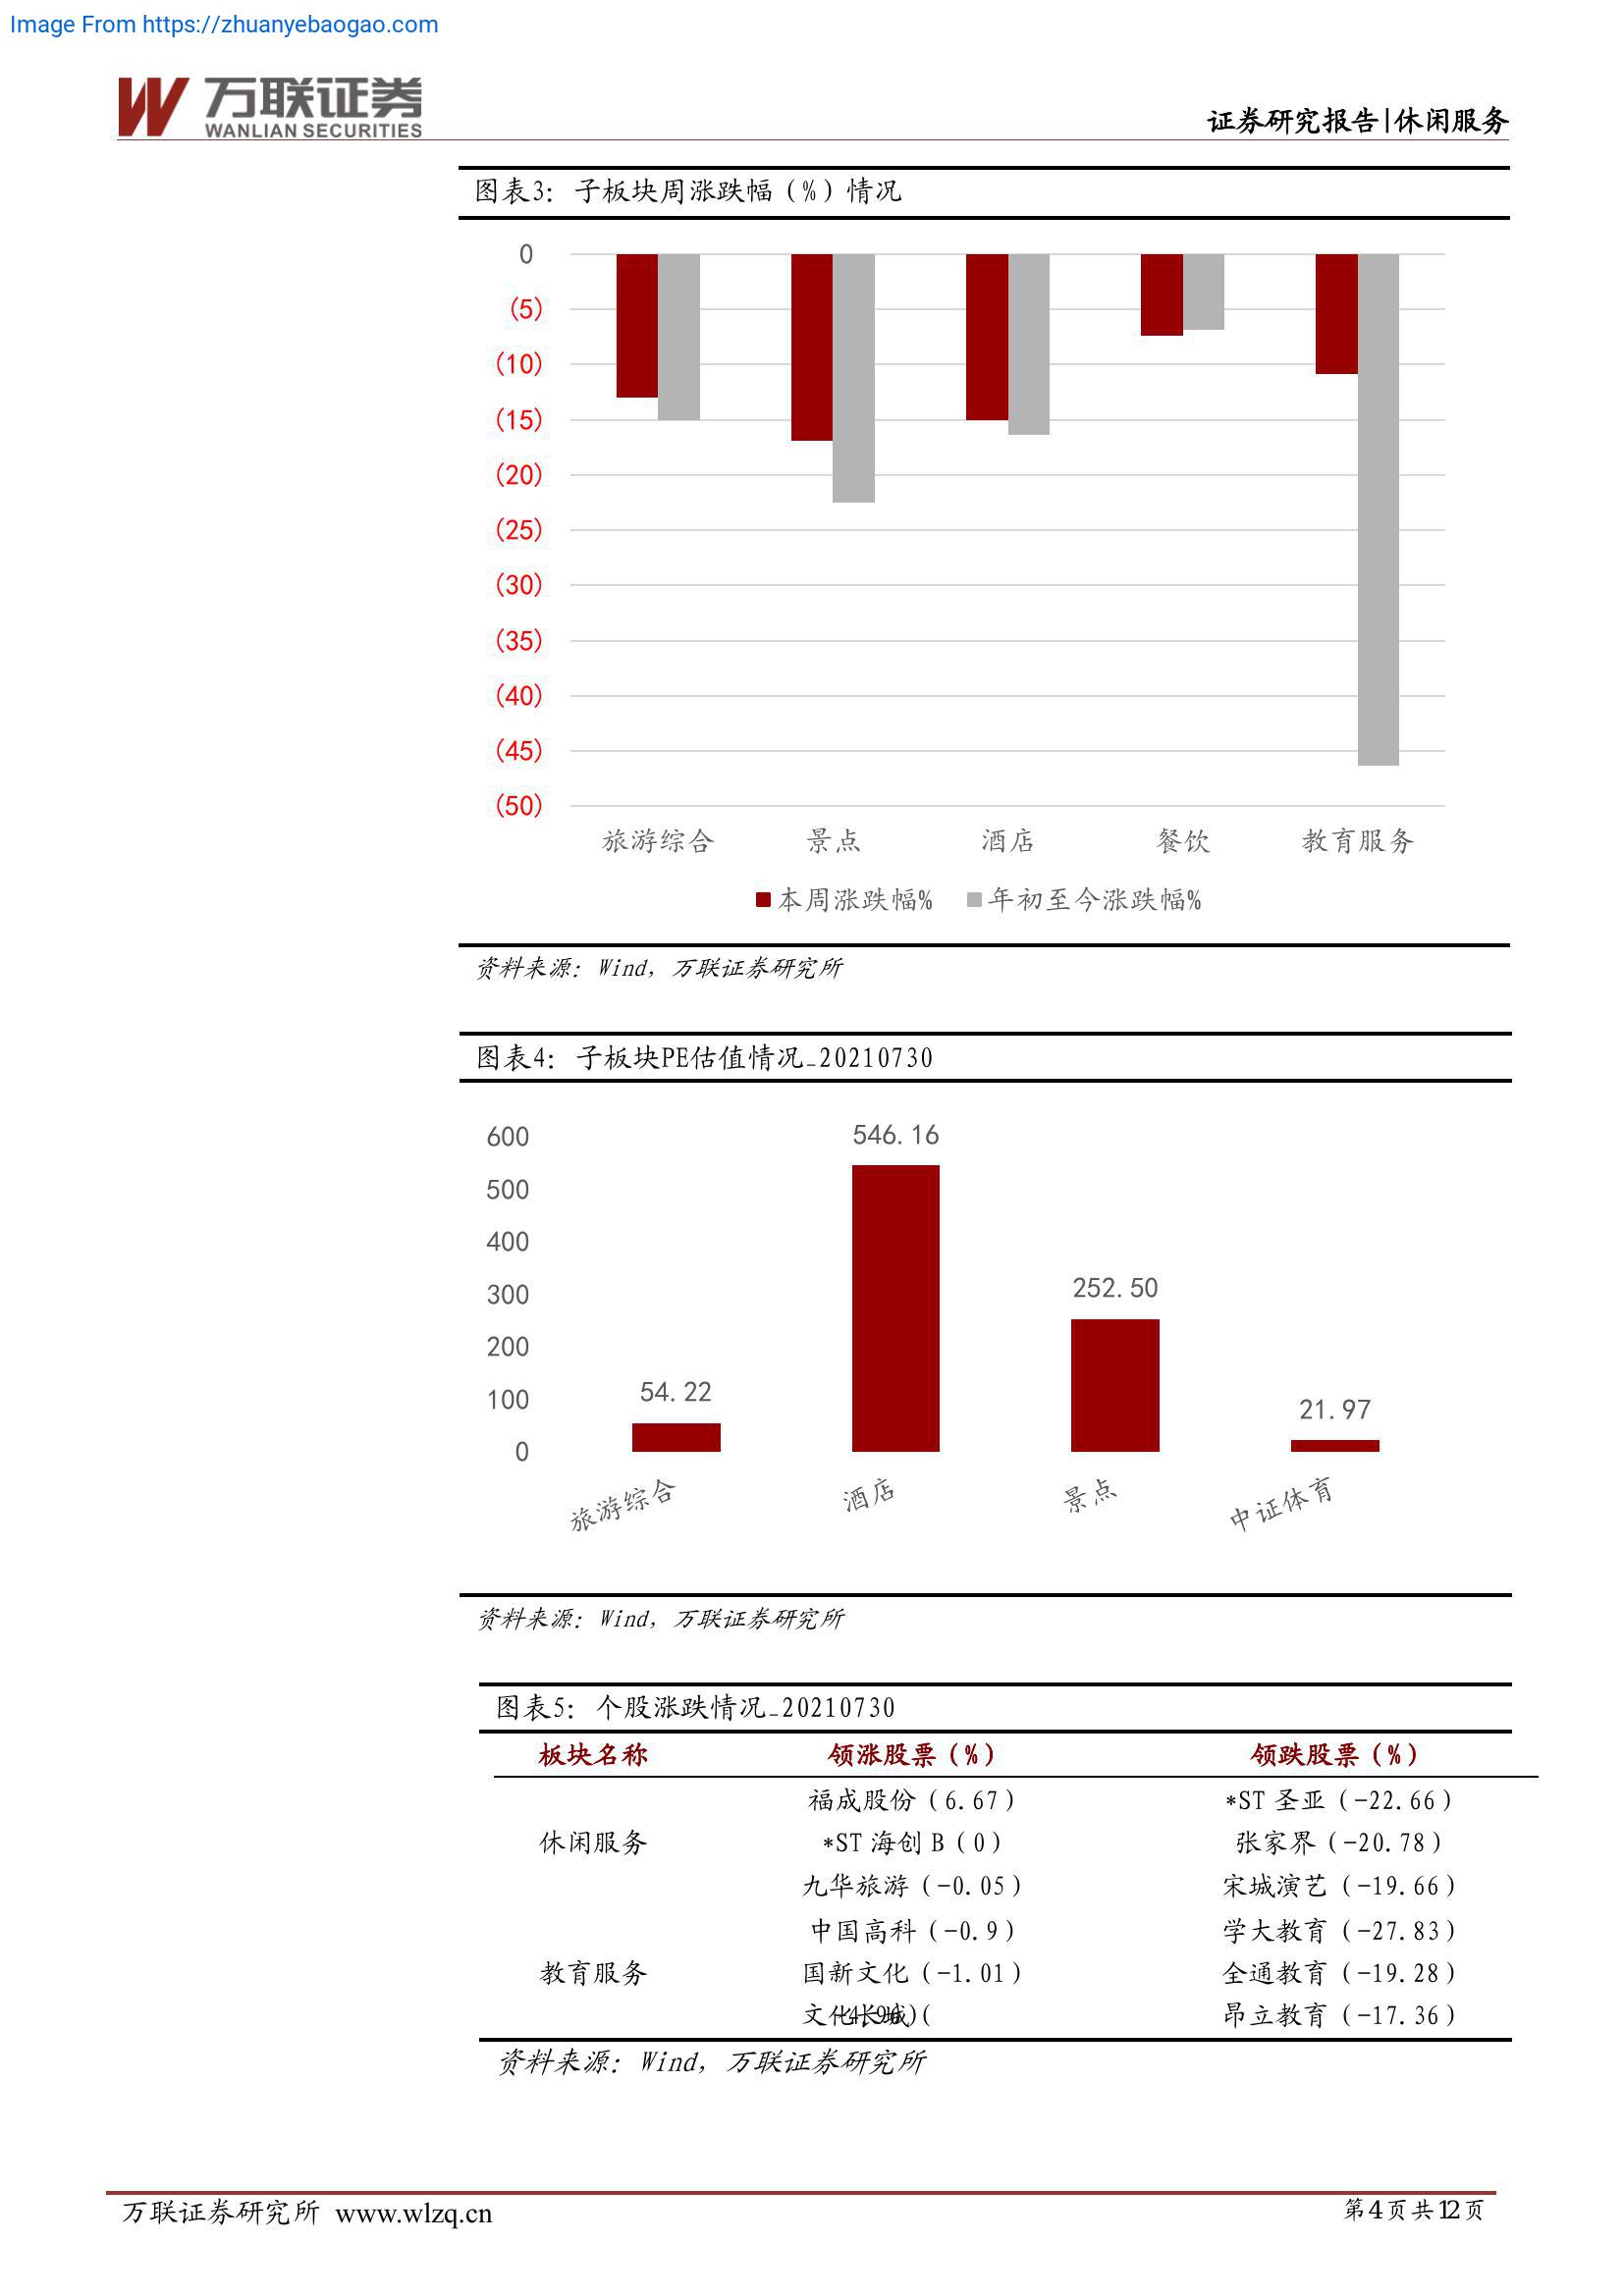 Image From https://zhuanyebaogao.com
万联证券
WANLIAN SECURITIES
证券研究报告|休闲服务
图表3：子板块周涨跌幅（%）情况
0
(5)
(10)
(15)
(20)
(25)
(30)
(35)
(40)
(45)
(50)
旅游综合 景点 酒店 餐饮 教育服务
本周涨跌幅% 年初至今涨跌幅%
资料来源：Wind，万联证券研究所
图表4：子板块PE估值情况_20210730
600
500
400
300
200
100
0
54.22 546.16 252.50 21.97
旅游综合 酒店 景点 中证体育
资料来源：Wind，万联证券研究所
图表5：个股涨跌情况_20210730
板块名称 领涨股票（%） 领跌股票（%）
福成股份（6.67） *ST 圣亚（-22.66）
休闲服务 *ST 海创 B（0） 张家界（-20.78）
九华旅游（-0.05） 宋城演艺（-19.66）
中国高科（-0.9） 学大教育（-27.83）
教育服务 国新文化（-1.01） 全通教育（-19.28）
文化长城 昂立教育（-17.36）
资料来源：Wind，万联证券研究所
万联证券研究所 www.wlzq.cn 第4页共12页